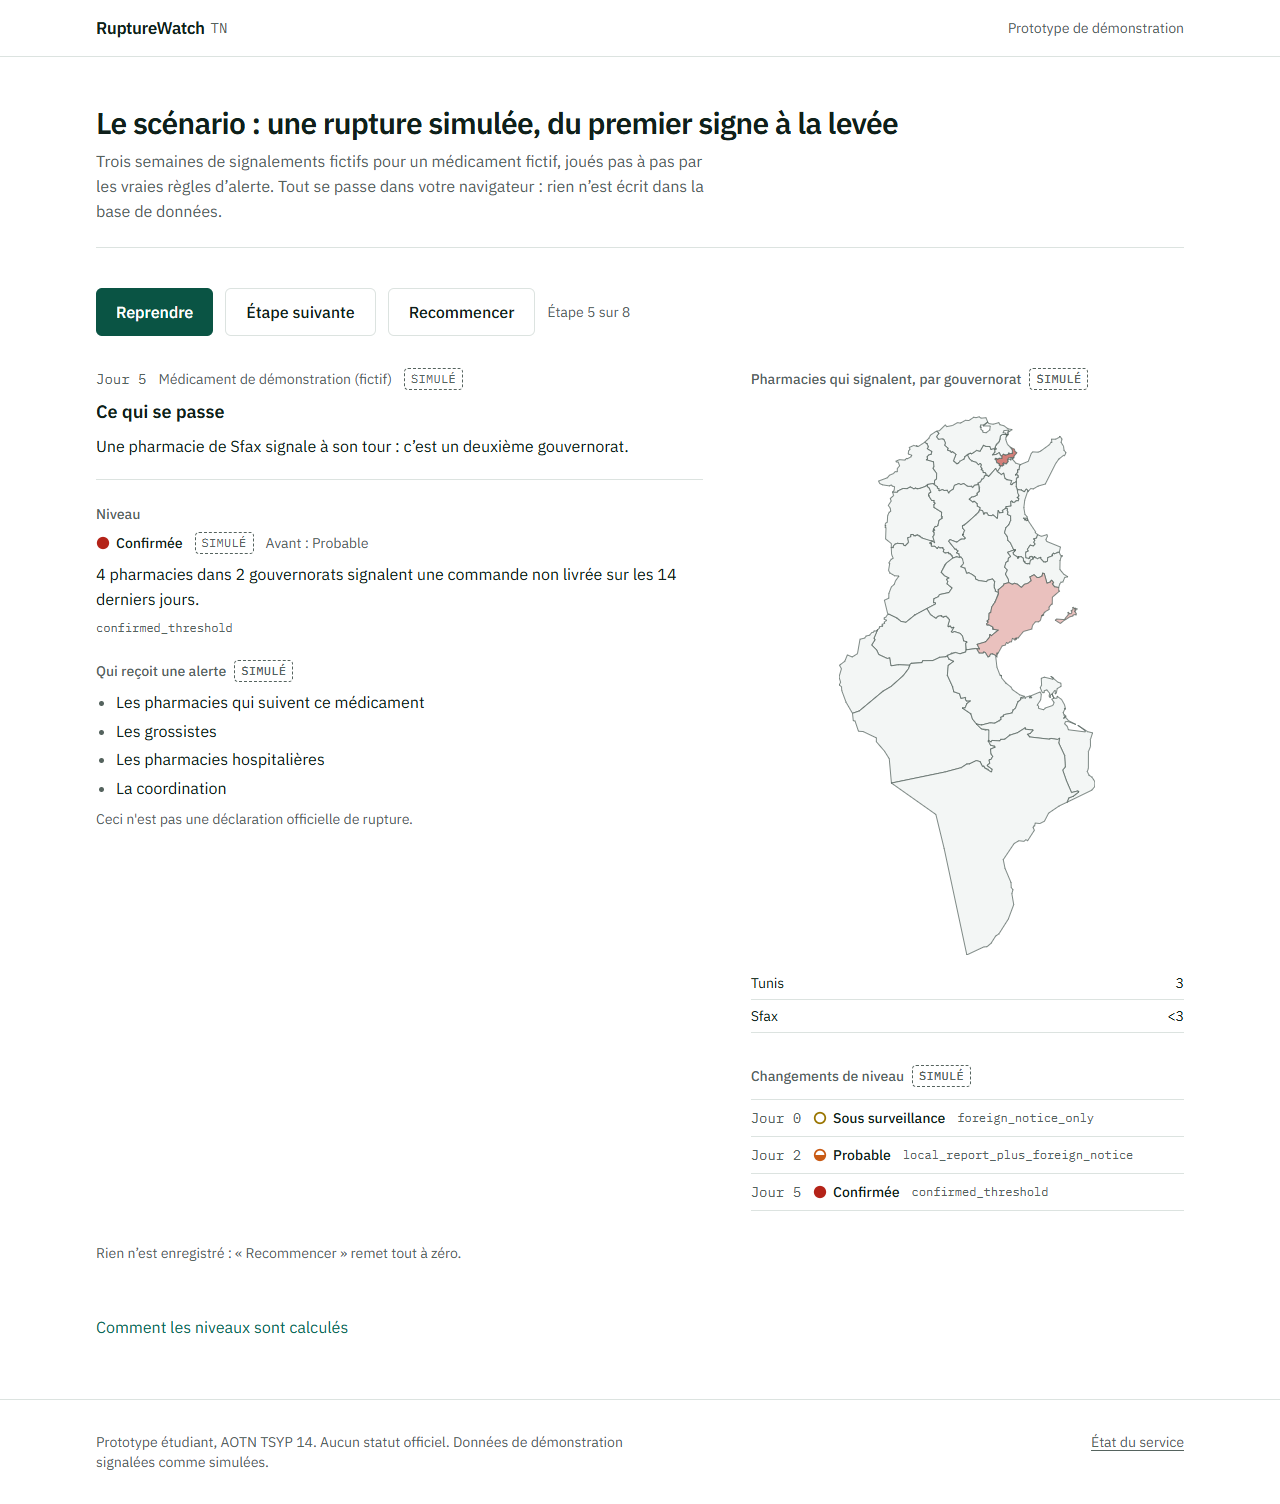 RuptureWatch TN
Prototype de démonstration
Le scénario : une rupture simulée, du premier signe à la levée
Trois semaines de signalements fictifs pour un médicament fictif, joués pas à pas par
les vraies règles d’alerte. Tout se passe dans votre navigateur : rien n’est écrit dans la
base de données.
Reprendre
Étape suivante
Recommencer
Étape 5 sur 8
Jour 5 Médicament de démonstration (fictif) SIMULÉ
Ce qui se passe
Une pharmacie de Sfax signale à son tour : c’est un deuxième gouvernorat.
Niveau
Confirmée SIMULÉ Avant : Probable
4 pharmacies dans 2 gouvernorats signalent une commande non livrée sur les 14
derniers jours.
confirmed_threshold
Qui reçoit une alerte SIMULÉ
Les pharmacies qui suivent ce médicament
Les grossistes
Les pharmacies hospitalières
La coordination
Ceci n'est pas une déclaration officielle de rupture.
Pharmacies qui signalent, par gouvernorat SIMULÉ
Tunis 3
Sfax <3
Changements de niveau SIMULÉ
Jour 0 Sous surveillance foreign_notice_only
Jour 2 Probable local_report_plus_foreign_notice
Jour 5 Confirmée confirmed_threshold
Rien n’est enregistré : « Recommencer » remet tout à zéro.
Comment les niveaux sont calculés
Prototype étudiant, AOTN TSYP 14. Aucun statut officiel. Données de démonstration
signalées comme simulées.
État du service